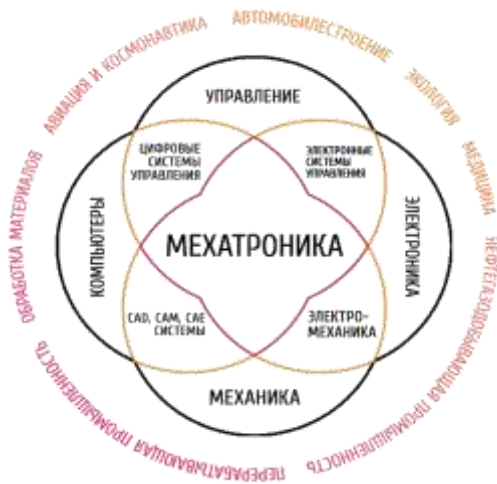 АВИАЦИЯ И КОСМОНАВТИКА
АВТОМОБИЛЕСТРОЕНИЕ
ЭКОЛОГИЯ
МЕДИЦИНА
НЕФТЕГАЗОДОБЫВАЮЩАЯ ПРОМЫШЛЕННОСТЬ
ПЕРЕРАБАТЫВАЮЩАЯ ПРОМЫШЛЕННОСТЬ
ОБРАБОТКА МАТЕРИАЛОВ
УПРАВЛЕНИЕ
ЦИФРОВЫЕ
СИСТЕМЫ
УПРАВЛЕНИЯ
ЭЛЕКТРОННЫЕ
СИСТЕМЫ
УПРАВЛЕНИЯ
КОМПЬЮТЕРЫ
МЕХАТРОНИКА
ЭЛЕКТРОНИКА
CAD, CAM, CAE
СИСТЕМЫ
ЭЛЕКТРО-
МЕХАНИКА
МЕХАНИКА